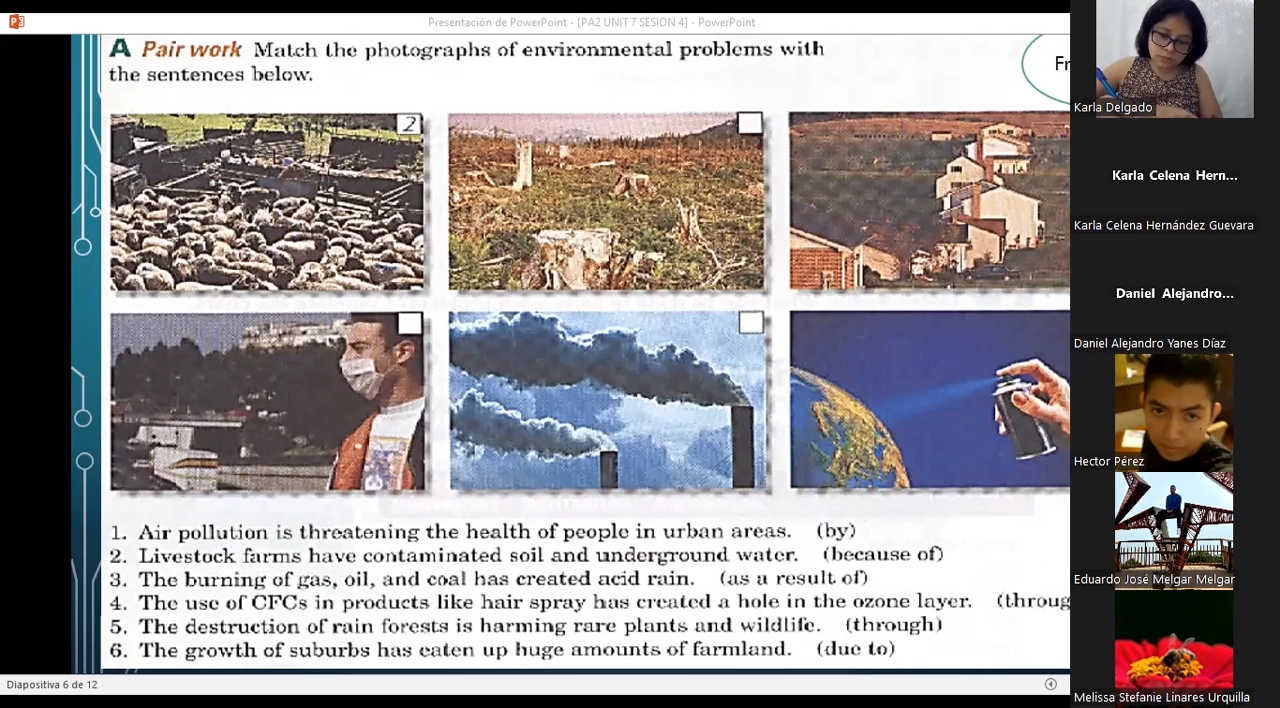 Presentación de PowerPoint - [PA2 UNIT 7 SESION 4] - PowerPoint
A Pair work Match the photographs of environmental problems with
the sentences below.
Fr
2
1. Air pollution is threatening the health of people in urban areas. (by)
2. Livestock farms have contaminated soil and underground water. (because of)
3. The burning of gas, oil, and coal has created acid rain. (as a result of)
4. The use of CFCs in products like hair spray has created a hole in the ozone layer. (throug
5. The destruction of rain forests is harming rare plants and wildlife. (through)
6. The growth of suburbs has eaten up huge amounts of farmland. (due to)
Diapositiva 6 de 12
Karla Delgado
Karla Celena Hern...
Karla Celena Hernández Guevara
Daniel Alejandro...
Daniel Alejandro Yanes Díaz
Hector Pérez
Eduardo José Melgar Melgar
Melissa Stefanie Linares Urquilla